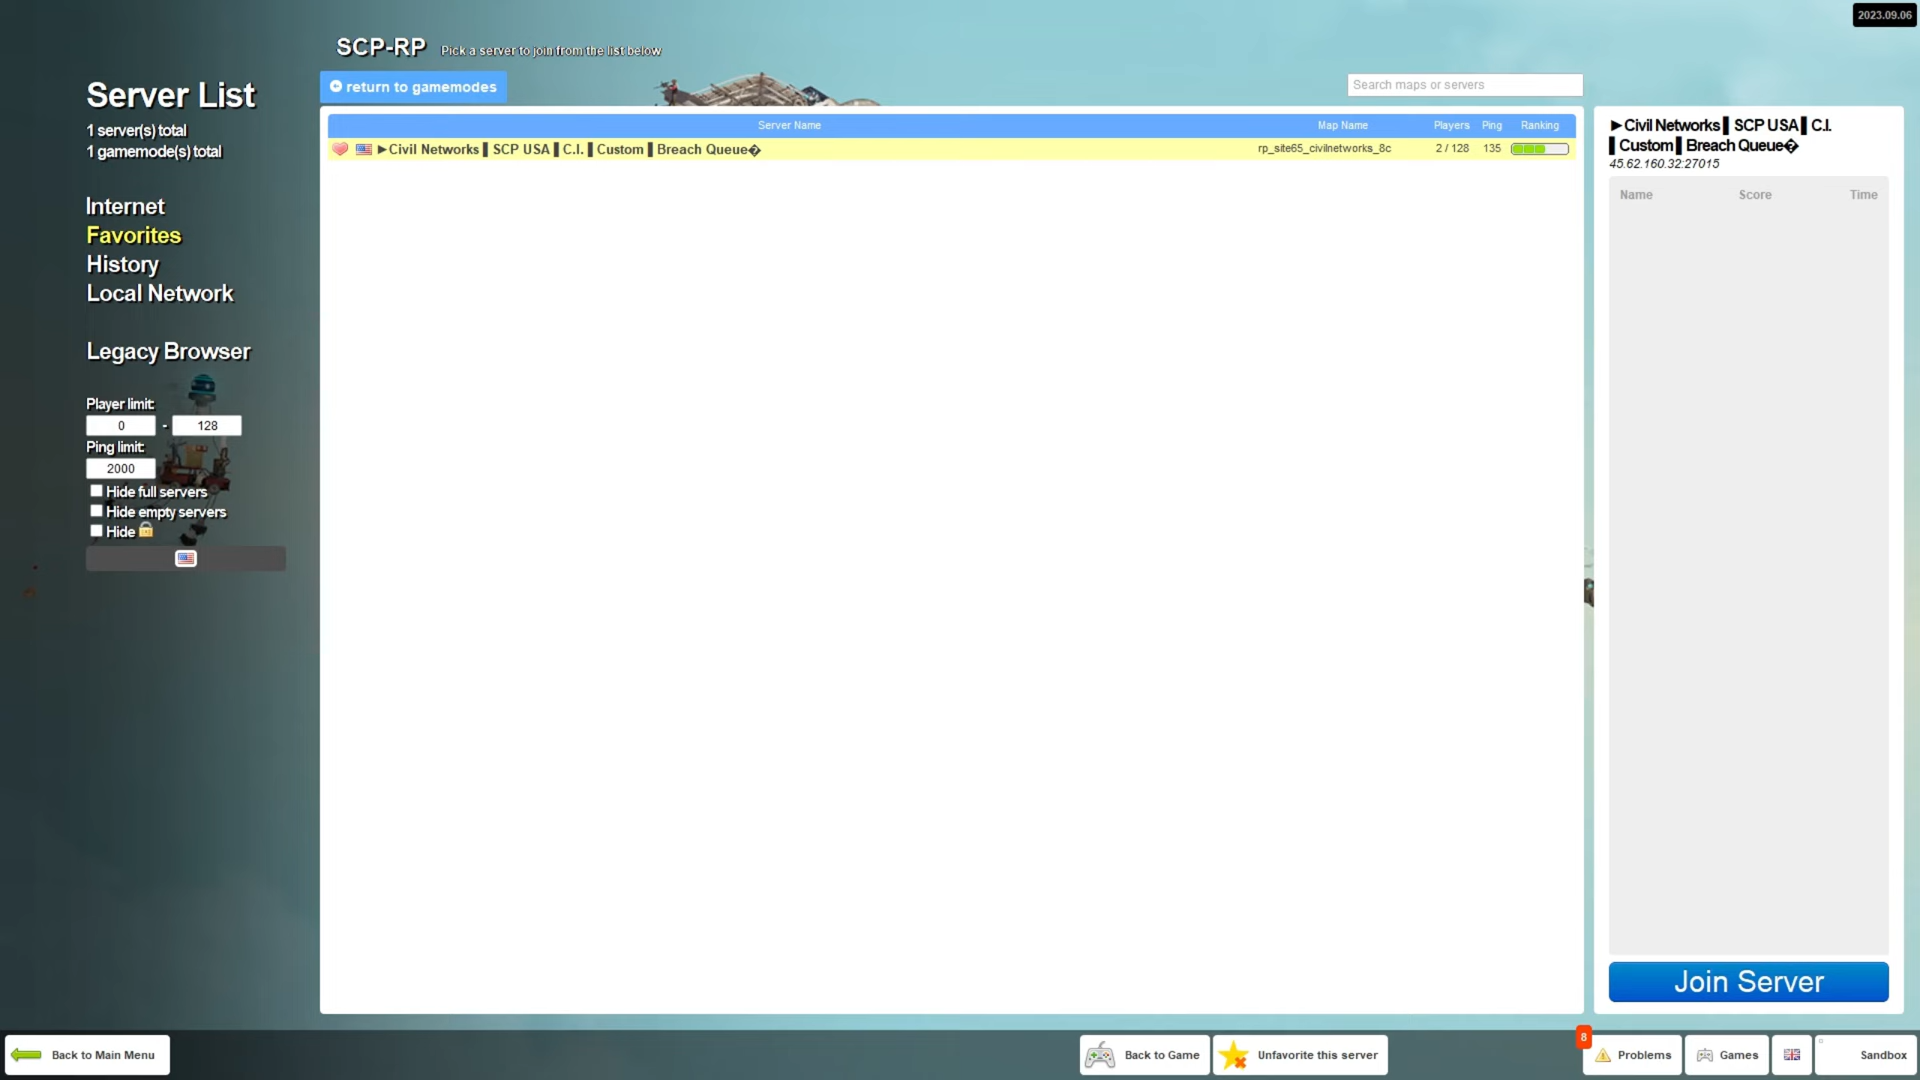 2023.09.06
SCP-RP Pick a server to join from the list below
Server List
1 server(s) total
1 gamemode(s) total
return to gamemodes
Search maps or servers
Server Name Map Name Players Ping Ranking
►Civil Networks▐ SCP USA▐ C.I.▐ Custom▐ Breach Queue� rp_site65_civilnetworks_8c 2 / 128 135
Internet
Favorites
History
Local Network
Legacy Browser
Player limit:
0 - 128
Ping limit:
2000
Hide full servers
Hide empty servers
Hide
►Civil Networks▐ SCP USA▐ C.I.
▐ Custom▐ Breach Queue�
45.62.160.32:27015
Name Score Time
Join Server
Back to Main Menu
Back to Game
Unfavorite this server
8
Problems
Games
Sandbox